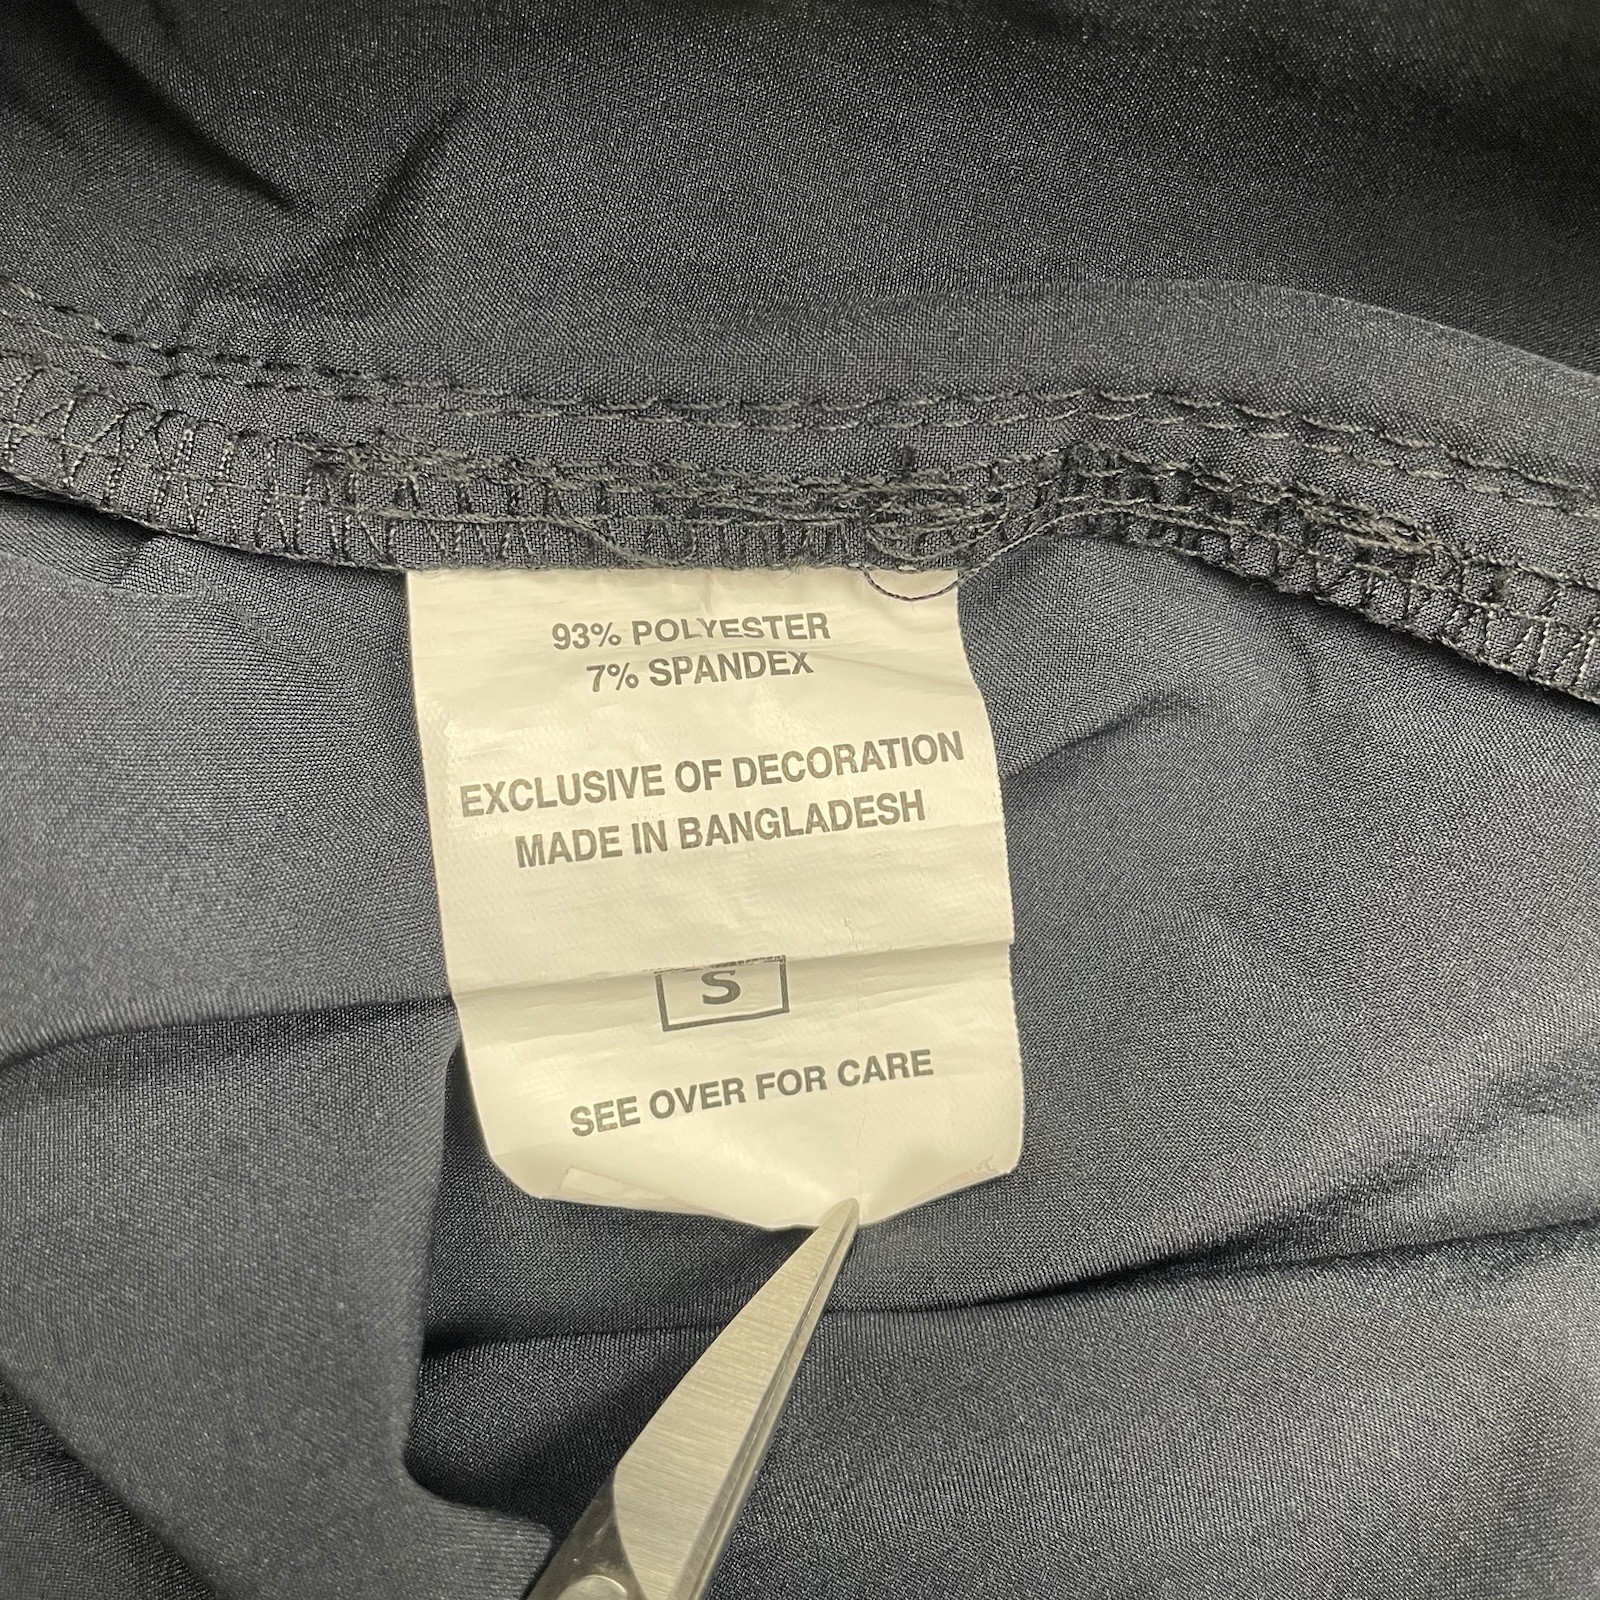 93% POLYESTER
7% SPANDEX
EXCLUSIVE OF DECORATION
MADE IN BANGLADESH
S
SEE OVER FOR CARE